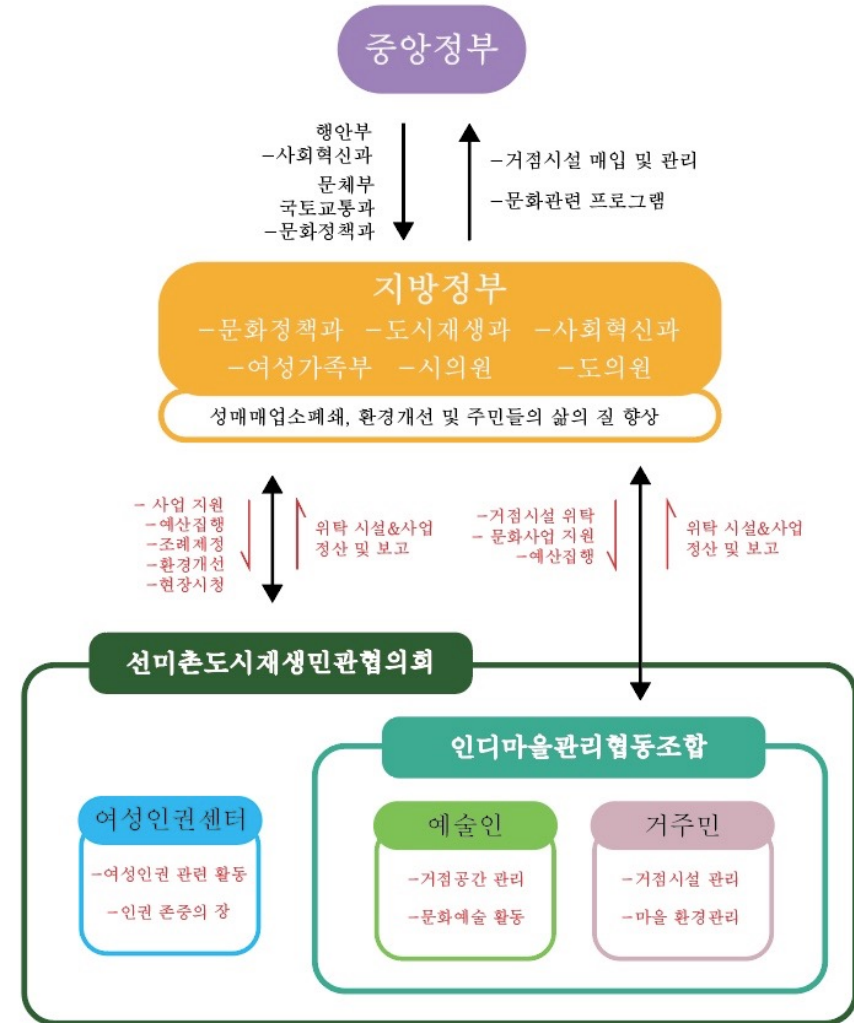 중앙정부
행안부
-사회혁신과
문체부
국토교통과
-문화정책과
-거점시설 매입 및 관리
-문화관련 프로그램
지방정부
-문화정책과 -도시재생과 -사회혁신과
-여성가족부 -시의원 -도의원
성매매업소폐쇄, 환경개선 및 주민들의 삶의 질 향상
- 사업 지원
-예산집행
-조례제정
-환경개선
-현장시청
위탁 시설&사업
정산 및 보고
-거점시설 위탁
- 문화사업 지원
-예산집행
위탁 시설&사업
정산 및 보고
선미촌도시재생민관협의회
인디마을관리협동조합
여성인권센터
-여성인권 관련 활동
-인권 존중의 장
예술인
-거점공간 관리
-문화예술 활동
거주민
-거점시설 관리
-마을 환경관리